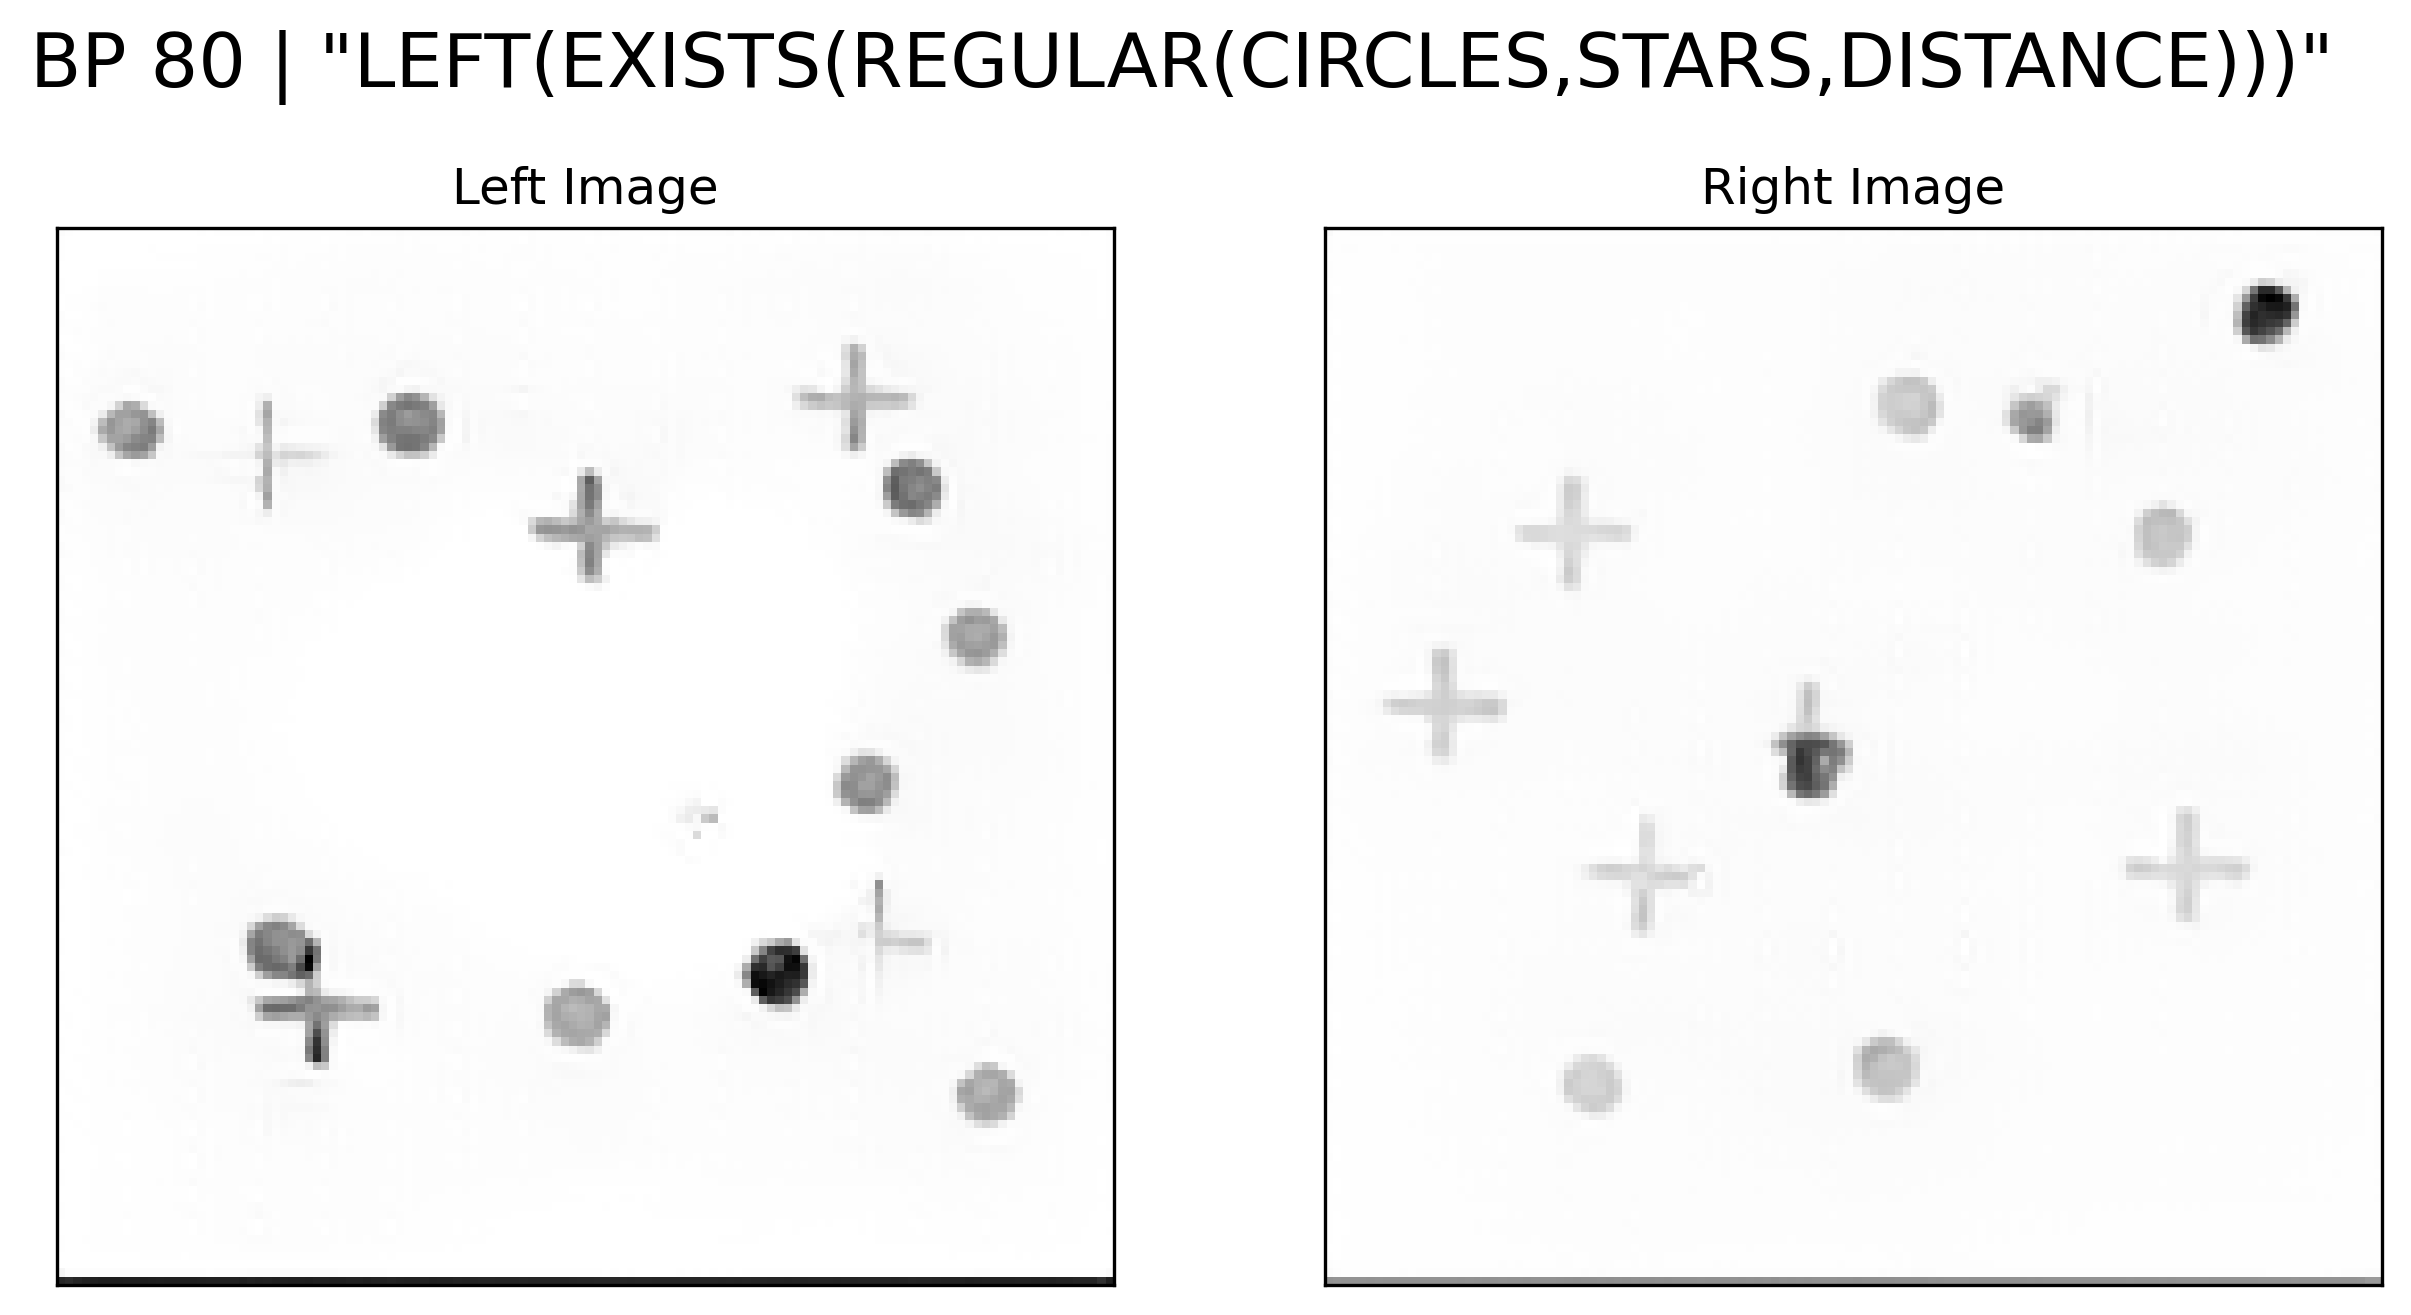 BP 80 | "LEFT(EXISTS(REGULAR(CIRCLES,STARS,DISTANCE)))"
Left Image
Right Image